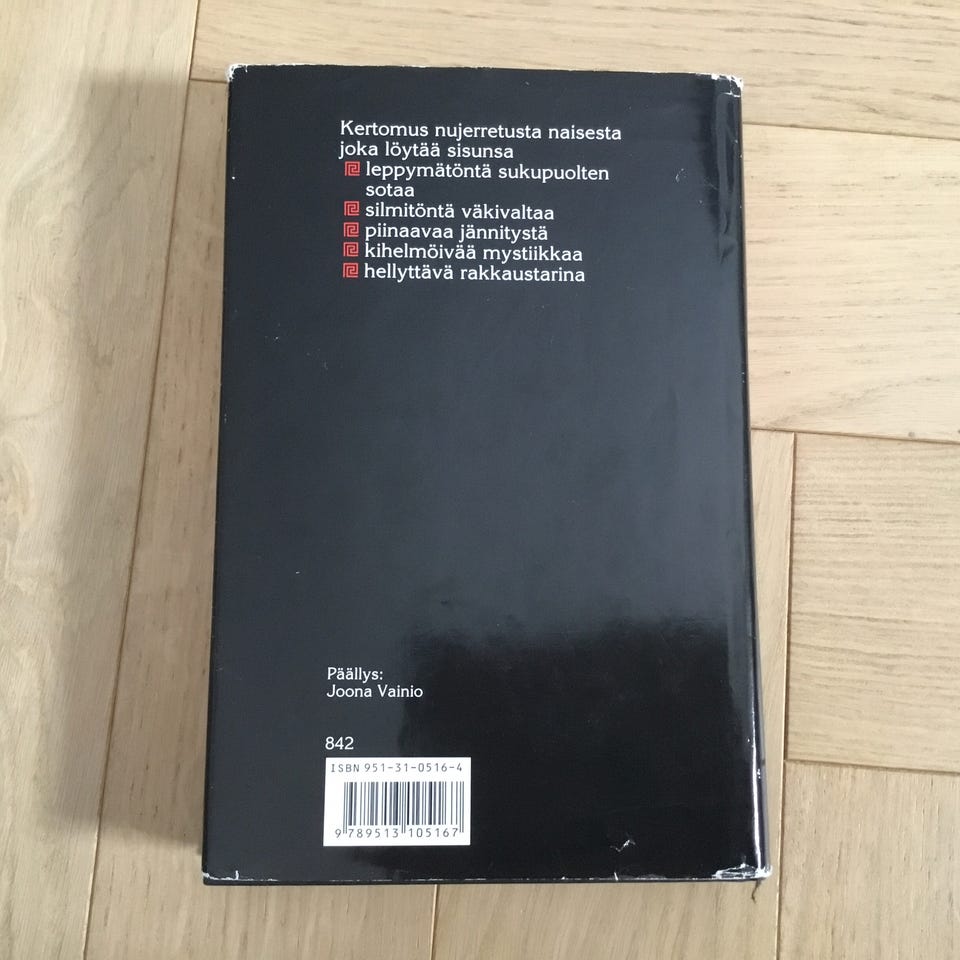 Kertomus nujerretusta naisesta
joka löytää sisunsa
leppymätöntä sukupuolten
sotaa
silmitöntä väkivaltaa
piinaavaa jännitystä
kihelmöivää mystiikkaa
hellyttävä rakkaustarina
Päällys:
Joona Vainio
842
ISBN 951-31-0516-4
9 789513 105167